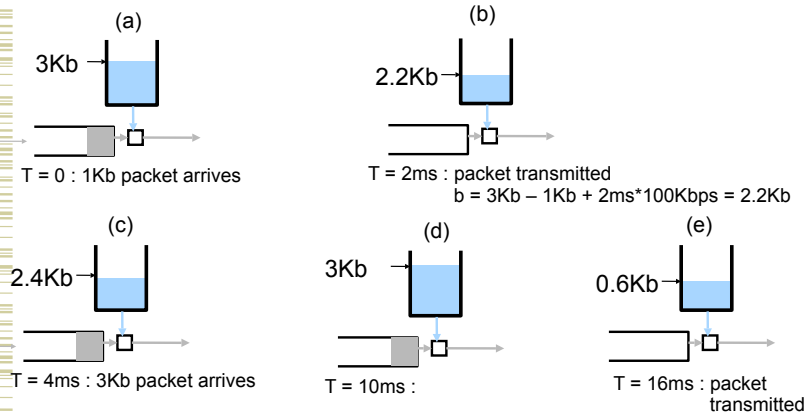 (a)
3Kb
T = 0 : 1Kb packet arrives
(b)
2.2Kb
T = 2ms : packet transmitted
b = 3Kb – 1Kb + 2ms*100Kbps = 2.2Kb
(c)
2.4Kb
T = 4ms : 3Kb packet arrives
(d)
3Kb
T = 10ms :
(e)
0.6Kb
T = 16ms : packet
transmitted